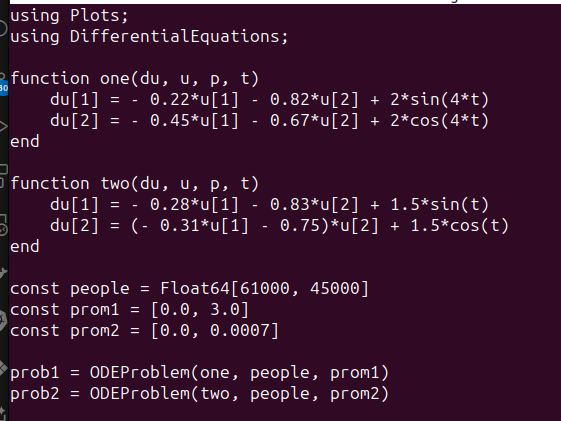 using Plots;
using DifferentialEquations;

function one(du, u, p, t)
    du[1] = - 0.22*u[1] - 0.82*u[2] + 2*sin(4*t)
    du[2] = - 0.45*u[1] - 0.67*u[2] + 2*cos(4*t)
end

function two(du, u, p, t)
    du[1] = - 0.28*u[1] - 0.83*u[2] + 1.5*sin(t)
    du[2] = (- 0.31*u[1] - 0.75)*u[2] + 1.5*cos(t)
end

const people = Float64[61000, 45000]
const prom1 = [0.0, 3.0]
const prom2 = [0.0, 0.0007]

prob1 = ODEProblem(one, people, prom1)
prob2 = ODEProblem(two, people, prom2)